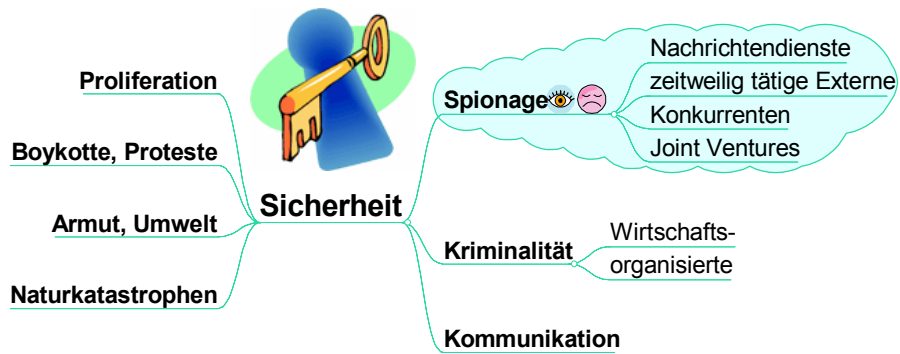 Sicherheit
Proliferation
Boykotte, Proteste
Armut, Umwelt
Naturkatastrophen
Spionage
Nachrichtendienste
zeitweilig tätige Externe
Konkurrenten
Joint Ventures
Kriminalität
Wirtschafts-
organisierte
Kommunikation